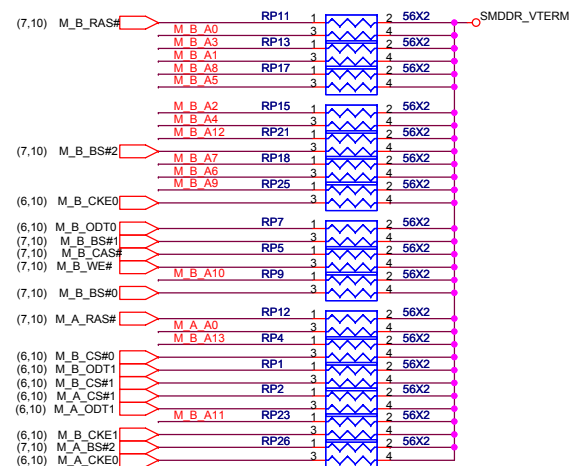 (7,10) M_B_RAS# RP11 1 2 56X2 SMDDR_VTERM
M_B_A0 3 4
M_B_A3 RP13 1 2 56X2
M_B_A1 3 4
M_B_A8 RP17 1 2 56X2
M_B_A5 3 4
M_B_A2 RP15 1 2 56X2
M_B_A4 3 4
M_B_A12 RP21 1 2 56X2
(7,10) M_B_BS#2 3 4
M_B_A7 RP18 1 2 56X2
M_B_A6 3 4
M_B_A9 RP25 1 2 56X2
(6,10) M_B_CKE0 3 4
(6,10) M_B_ODT0 RP7 1 2 56X2
(7,10) M_B_BS#1 3 4
(7,10) M_B_CAS# RP5 1 2 56X2
(7,10) M_B_WE# 3 4
M_B_A10 RP9 1 2 56X2
(7,10) M_B_BS#0 3 4
(7,10) M_A_RAS# RP12 1 2 56X2
M_A_A0 3 4
M_B_A13 RP4 1 2 56X2
(6,10) M_B_CS#0 3 4
(6,10) M_B_ODT1 RP1 1 2 56X2
(6,10) M_B_CS#1 3 4
(6,10) M_A_CS#1 RP2 1 2 56X2
(6,10) M_A_ODT1 3 4
M_B_A11 RP23 1 2 56X2
(6,10) M_B_CKE1 3 4
(7,10) M_A_BS#2 RP26 1 2 56X2
(6,10) M_A_CKE0 3 4